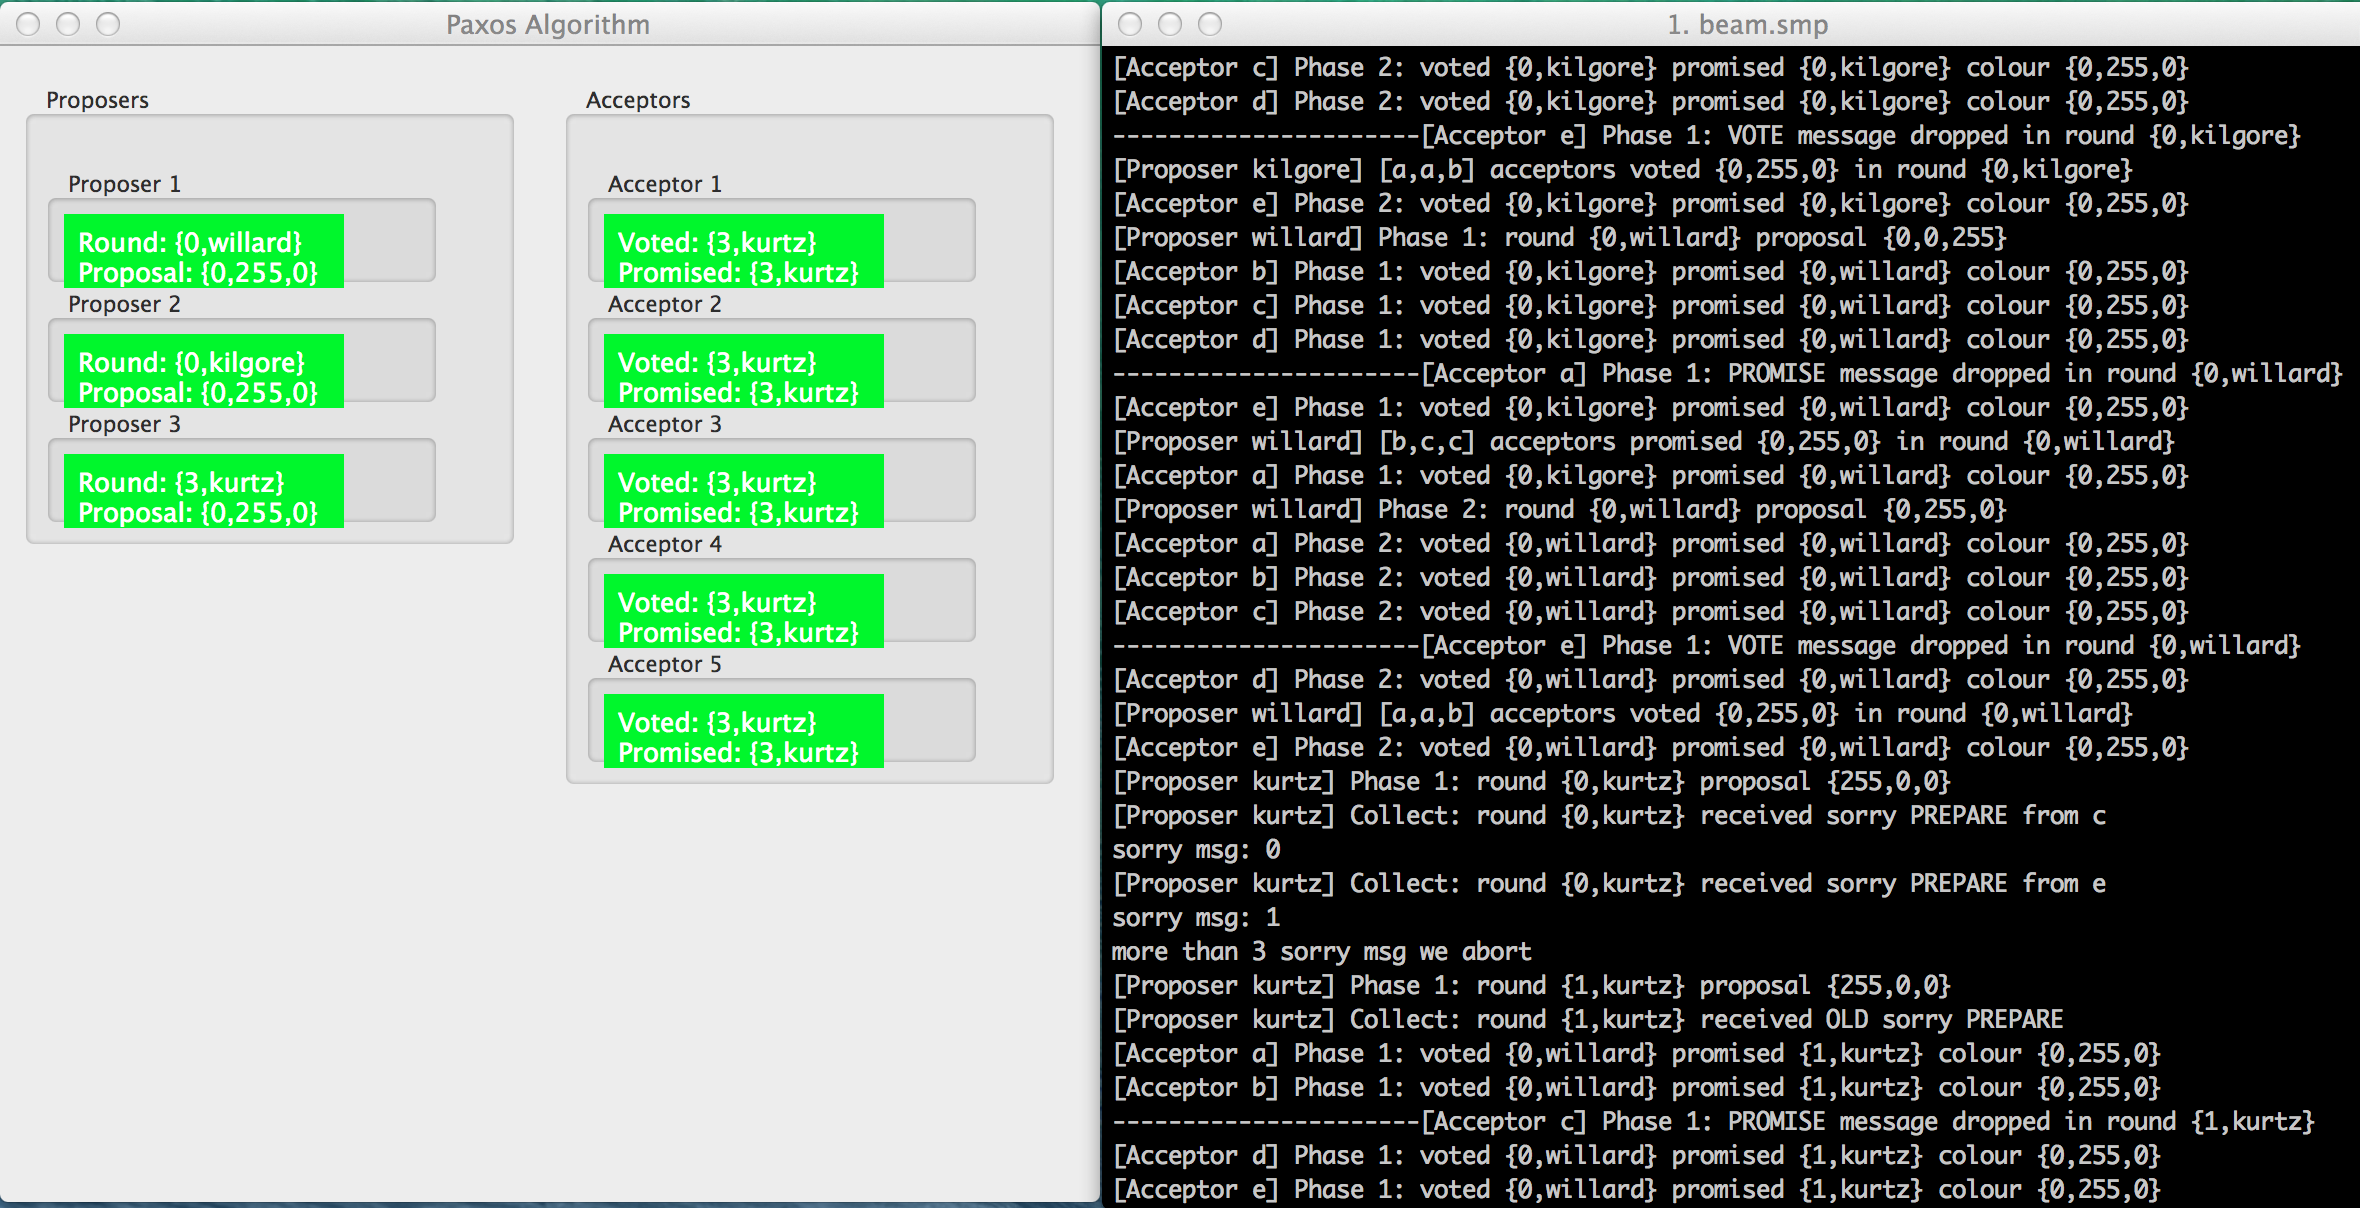 Paxos Algorithm
Proposers
Proposer 1
Round: {0,willard}
Proposal: {0,255,0}
Proposer 2
Round: {0,kilgore}
Proposal: {0,255,0}
Proposer 3
Round: {3,kurtz}
Proposal: {0,255,0}
Acceptors
Acceptor 1
Voted: {3,kurtz}
Promised: {3,kurtz}
Acceptor 2
Voted: {3,kurtz}
Promised: {3,kurtz}
Acceptor 3
Voted: {3,kurtz}
Promised: {3,kurtz}
Acceptor 4
Voted: {3,kurtz}
Promised: {3,kurtz}
Acceptor 5
Voted: {3,kurtz}
Promised: {3,kurtz}
1. beam.smp
[Acceptor c] Phase 2: voted {0,kilgore} promised {0,kilgore} colour {0,255,0}
[Acceptor d] Phase 2: voted {0,kilgore} promised {0,kilgore} colour {0,255,0}
----------------------[Acceptor e] Phase 1: VOTE message dropped in round {0,kilgore}
[Proposer kilgore] [a,a,b] acceptors voted {0,255,0} in round {0,kilgore}
[Acceptor e] Phase 2: voted {0,kilgore} promised {0,kilgore} colour {0,255,0}
[Proposer willard] Phase 1: round {0,willard} proposal {0,0,255}
[Acceptor b] Phase 1: voted {0,kilgore} promised {0,willard} colour {0,255,0}
[Acceptor c] Phase 1: voted {0,kilgore} promised {0,willard} colour {0,255,0}
[Acceptor d] Phase 1: voted {0,kilgore} promised {0,willard} colour {0,255,0}
----------------------[Acceptor a] Phase 1: PROMISE message dropped in round {0,willard}
[Acceptor e] Phase 1: voted {0,kilgore} promised {0,willard} colour {0,255,0}
[Proposer willard] [b,c,c] acceptors promised {0,255,0} in round {0,willard}
[Acceptor a] Phase 1: voted {0,kilgore} promised {0,willard} colour {0,255,0}
[Proposer willard] Phase 2: round {0,willard} proposal {0,255,0}
[Acceptor a] Phase 2: voted {0,willard} promised {0,willard} colour {0,255,0}
[Acceptor b] Phase 2: voted {0,willard} promised {0,willard} colour {0,255,0}
[Acceptor c] Phase 2: voted {0,willard} promised {0,willard} colour {0,255,0}
----------------------[Acceptor e] Phase 1: VOTE message dropped in round {0,willard}
[Acceptor d] Phase 2: voted {0,willard} promised {0,willard} colour {0,255,0}
[Proposer willard] [a,a,b] acceptors voted {0,255,0} in round {0,willard}
[Acceptor e] Phase 2: voted {0,willard} promised {0,willard} colour {0,255,0}
[Proposer kurtz] Phase 1: round {0,kurtz} proposal {255,0,0}
[Proposer kurtz] Collect: round {0,kurtz} received sorry PREPARE from c
sorry msg: 0
[Proposer kurtz] Collect: round {0,kurtz} received sorry PREPARE from e
sorry msg: 1
more than 3 sorry msg we abort
[Proposer kurtz] Phase 1: round {1,kurtz} proposal {255,0,0}
[Proposer kurtz] Collect: round {1,kurtz} received OLD sorry PREPARE
[Acceptor a] Phase 1: voted {0,willard} promised {1,kurtz} colour {0,255,0}
[Acceptor b] Phase 1: voted {0,willard} promised {1,kurtz} colour {0,255,0}
----------------------[Acceptor c] Phase 1: PROMISE message dropped in round {1,kurtz}
[Acceptor d] Phase 1: voted {0,willard} promised {1,kurtz} colour {0,255,0}
[Acceptor e] Phase 1: voted {0,willard} promised {1,kurtz} colour {0,255,0}